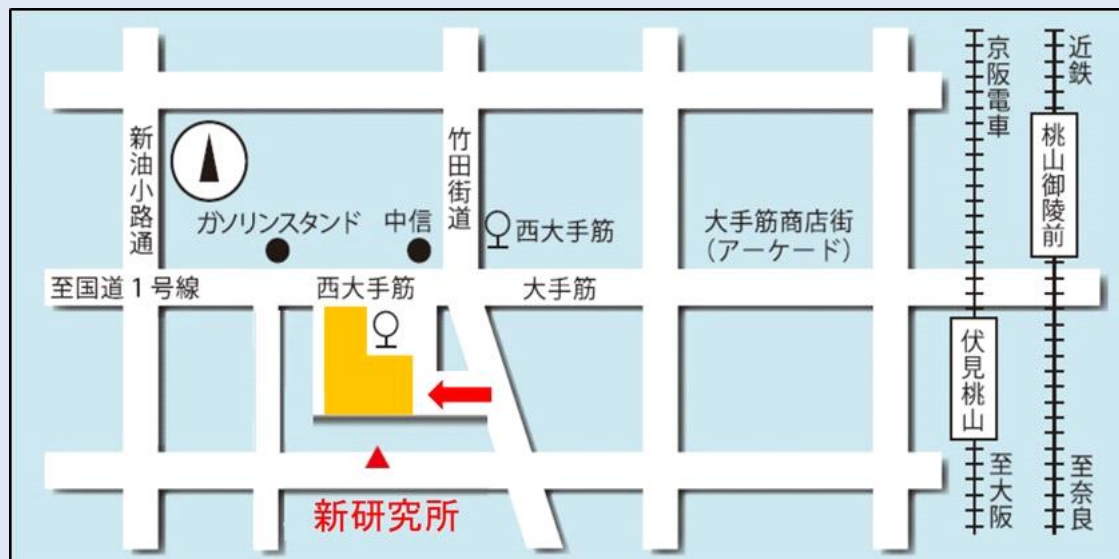 新油小路通
竹田街道
京阪電車
近鉄
桃山御陵前
ガソリンスタンド
中信
西大手筋
大手筋商店街
(アーケード)
至国道1号線
西大手筋
大手筋
伏見桃山
至大阪
至奈良
新研究所